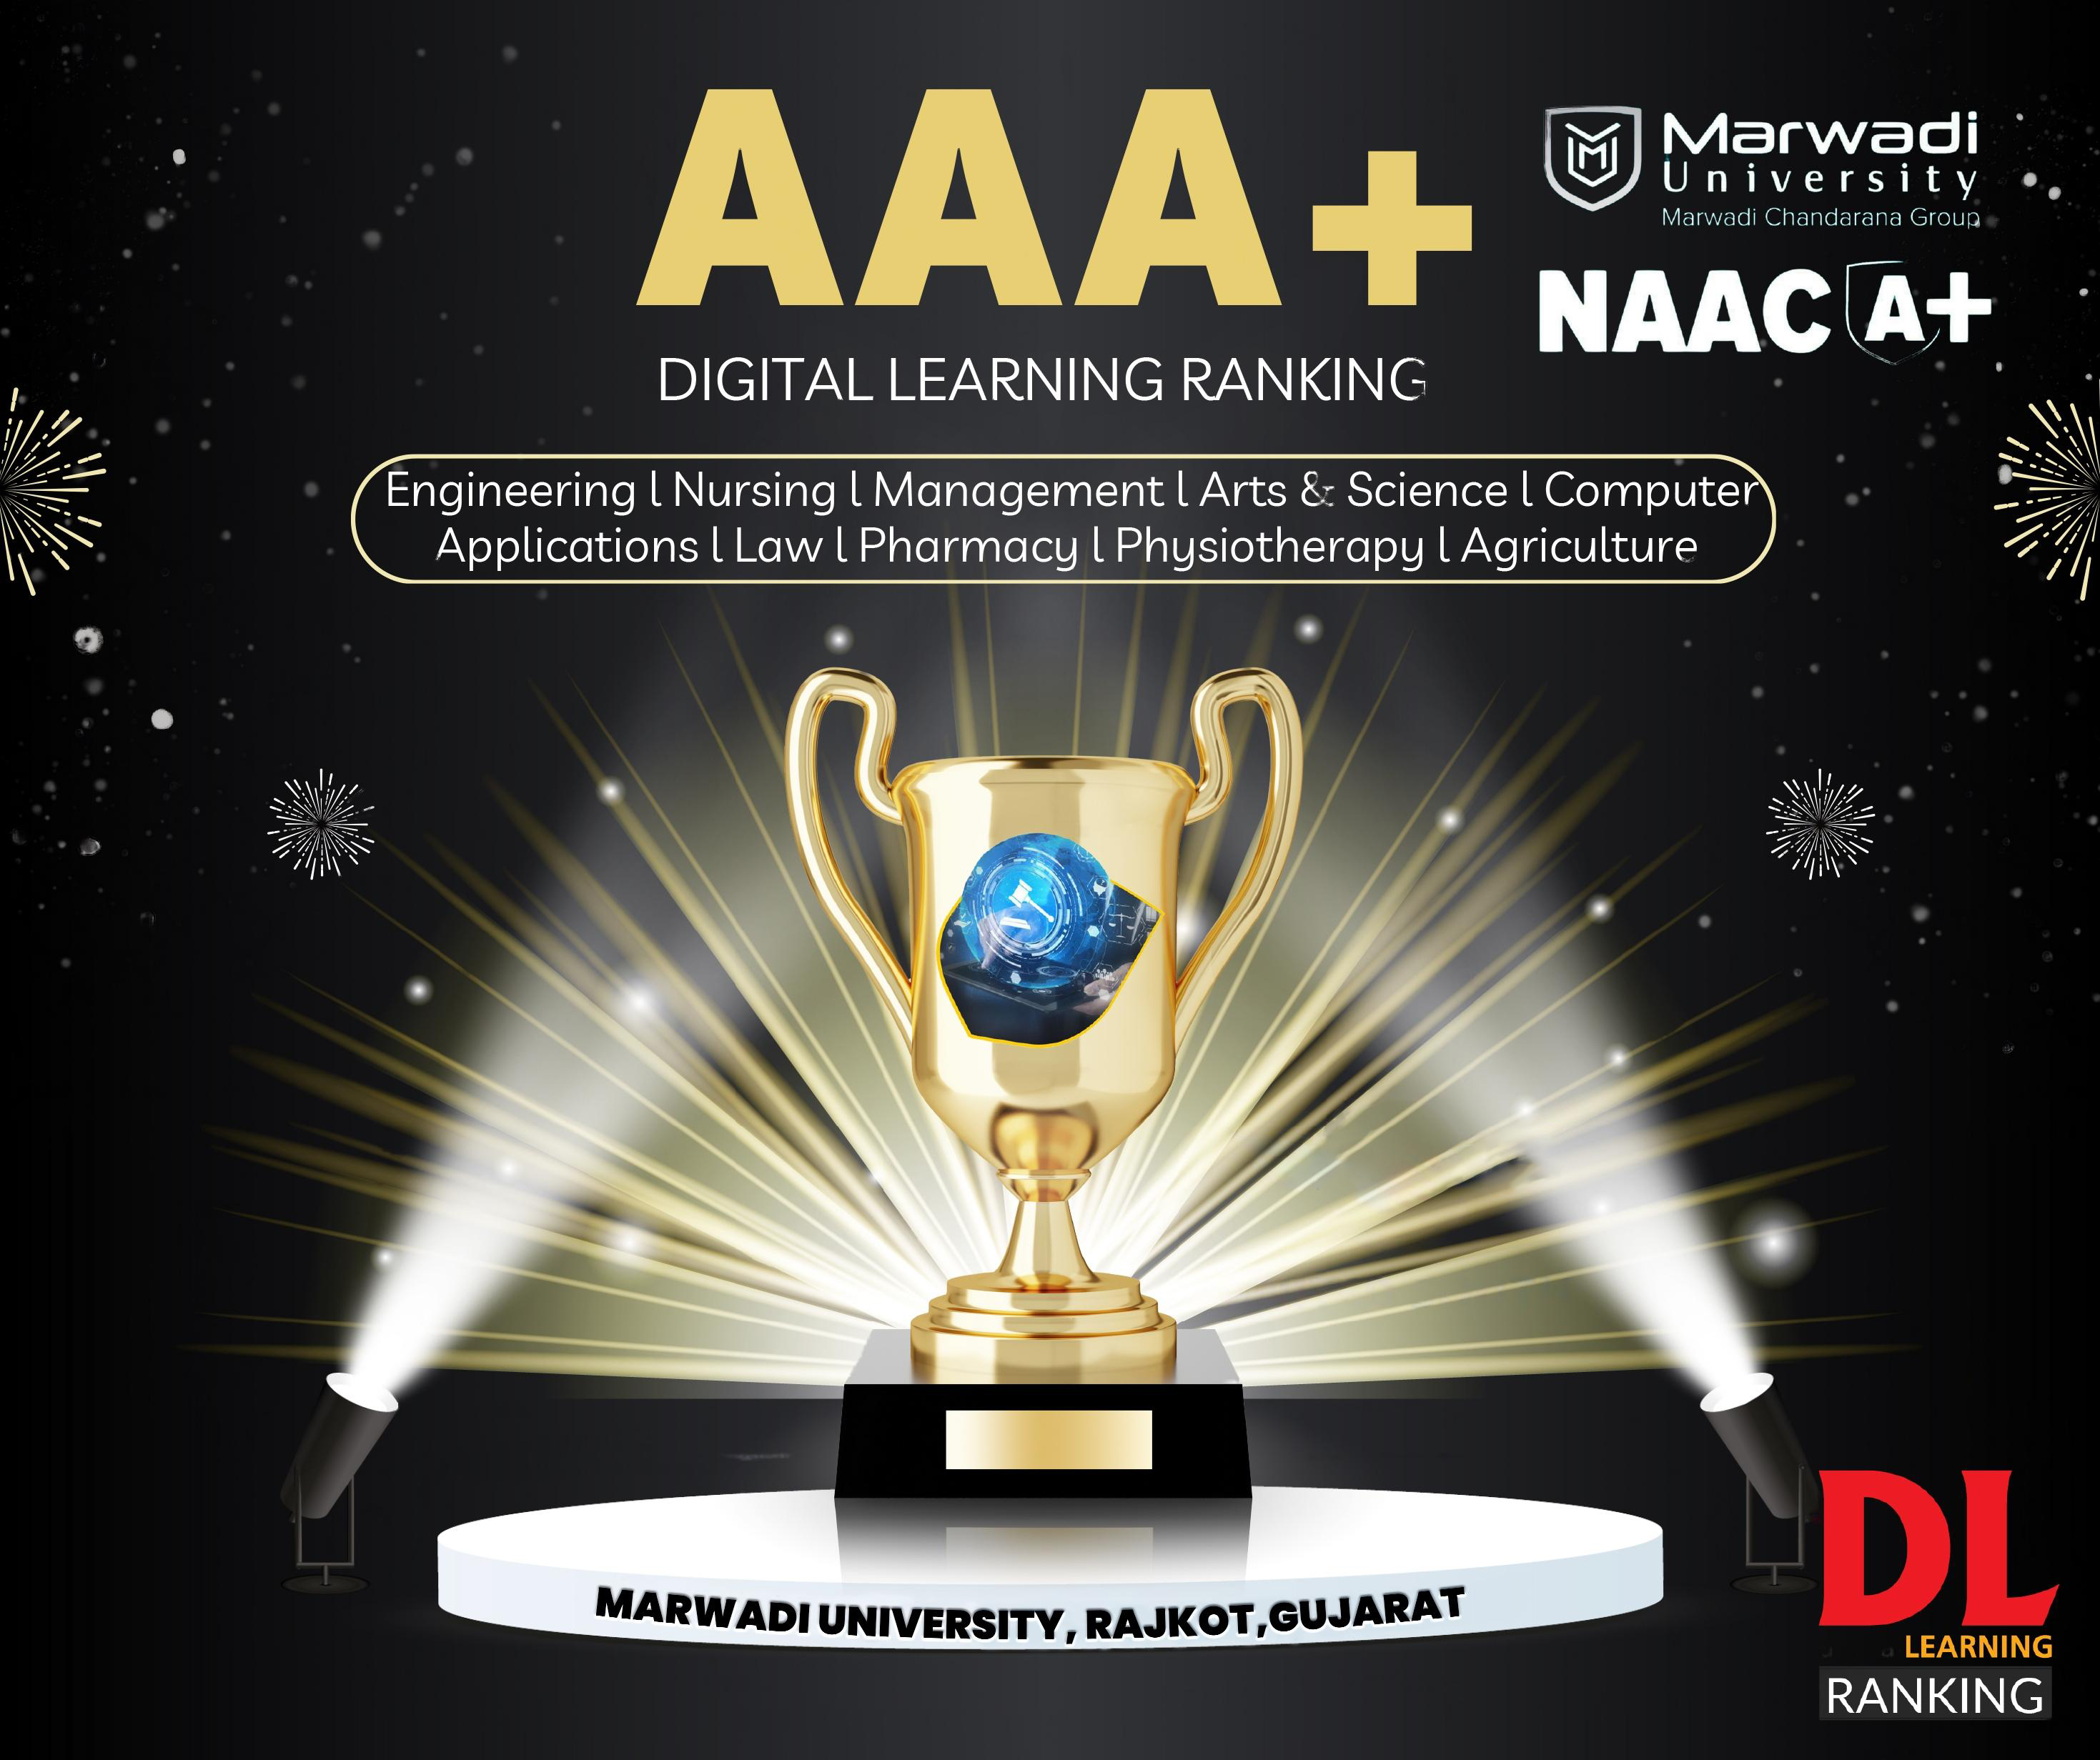 AAA+
Marwadi
University
Marwadi Chandarana Group
NAAC A+
DIGITAL LEARNING RANKING
Engineering l Nursing l Management l Arts & Science l Computer
Applications l Law l Pharmacy l Physiotherapy l Agriculture
MARWADI UNIVERSITY, RAJKOT,GUJARAT
DL
LEARNING
RANKING